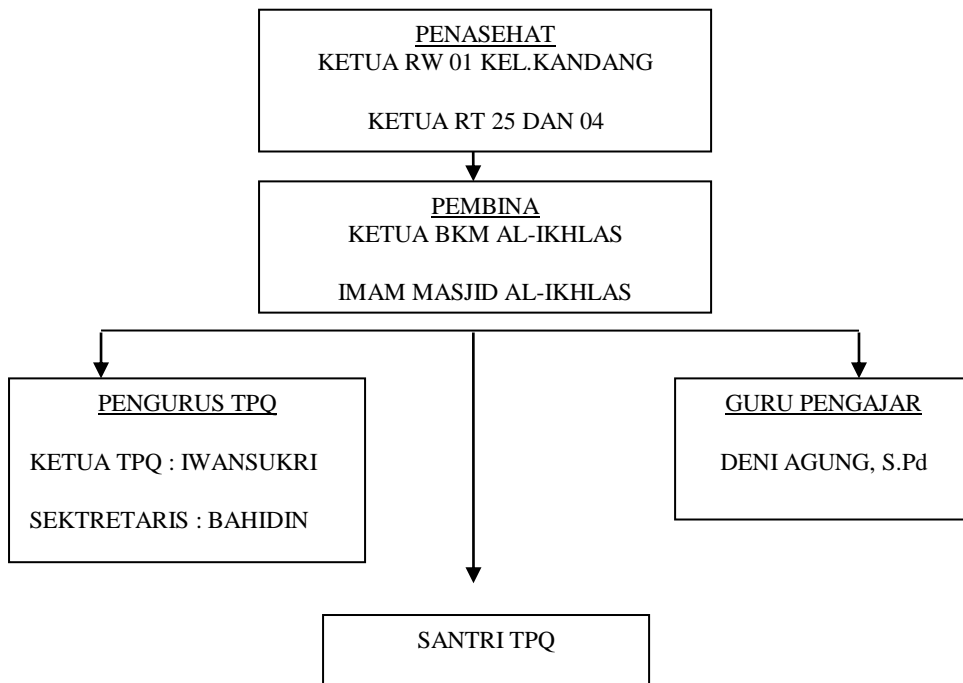 PENASEHAT
KETUA RW 01 KEL.KANDANG
KETUA RT 25 DAN 04
PEMBINA
KETUA BKM AL-IKHLAS
IMAM MASJID AL-IKHLAS
PENGURUS TPQ
KETUA TPQ : IWANSUKRI
SEKTRETARIS : BAHIDIN
GURU PENGAJAR
DENI AGUNG, S.Pd
SANTRI TPQ